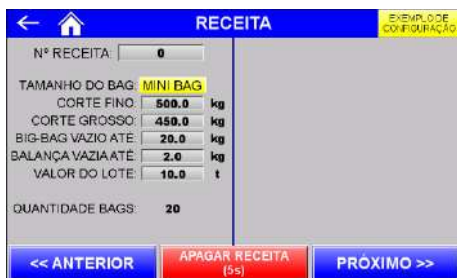 RECEITA
EXEMPLO DE
CONFIGURAÇÃO
Nº RECEITA: 0
TAMANHO DO BAG: MINI BAG
CORTE FINO: 500.0 kg
CORTE GROSSO: 450.0 kg
BIG-BAG VAZIO ATÉ: 20.0 kg
BALANÇA VAZIA ATÉ: 2.0 kg
VALOR DO LOTE: 10.0 t
QUANTIDADE BAGS: 20
<< ANTERIOR
APAGAR RECEITA
(5s)
PRÓXIMO >>